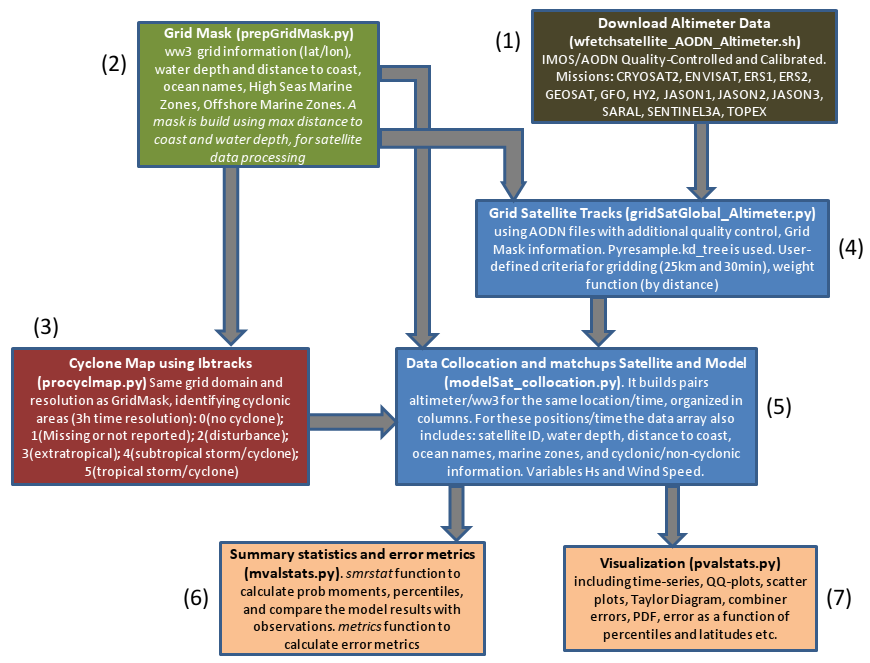 (1)
Download Altimeter Data
(wfetchsatellite_AODN_Altimeter.sh)
IMOS/AODN Quality-Controlled and Calibrated.
Missions: CRYOSAT2, ENVISAT, ERS1, ERS2,
GEOSAT, GFO, HY2, JASON1, JASON2, JASON3,
SARAL, SENTINEL3A, TOPEX
(2)
Grid Mask (prepGridMask.py)
ww3 grid information (lat/lon),
water depth and distance to coast,
ocean names, High Seas Marine
Zones, Offshore Marine Zones. A
mask is build using max distance to
coast and water depth, for satellite
data processing
(3)
Cyclone Map using Ibtracks
(procyclmap.py) Same grid domain and
resolution as GridMask, identifying cyclonic
areas (3h time resolution): 0(no cyclone);
1(Missing or not reported); 2(disturbance);
3(extratropical); 4(subtropical storm/cyclone);
5(tropical storm/cyclone)
Grid Satellite Tracks (gridSatGlobal_Altimeter.py)
using AODN files with additional quality control, Grid
Mask information. Pyresample.kd_tree is used. User-
defined criteria for gridding (25km and 30min), weight
function (by distance)
(4)
Data Collocation and matchups Satellite and Model
(modelSat_collocation.py). It builds pairs
altimeter/ww3 for the same location/time, organized in
columns. For these positions/time the data array also
includes: satellite ID, water depth, distance to coast,
ocean names, marine zones, and cyclonic/non-cyclonic
information. Variables Hs and Wind Speed.
(5)
(6)
Summary statistics and error metrics
(mvalstats.py). smrstat function to
calculate prob moments, percentiles,
and compare the model results with
observations. metrics function to
calculate error metrics
Visualization (pvalstats.py)
including time-series, QQ-plots, scatter
plots, Taylor Diagram, combiner
errors, PDF, error as a function of
percentiles and latitudes etc.
(7)